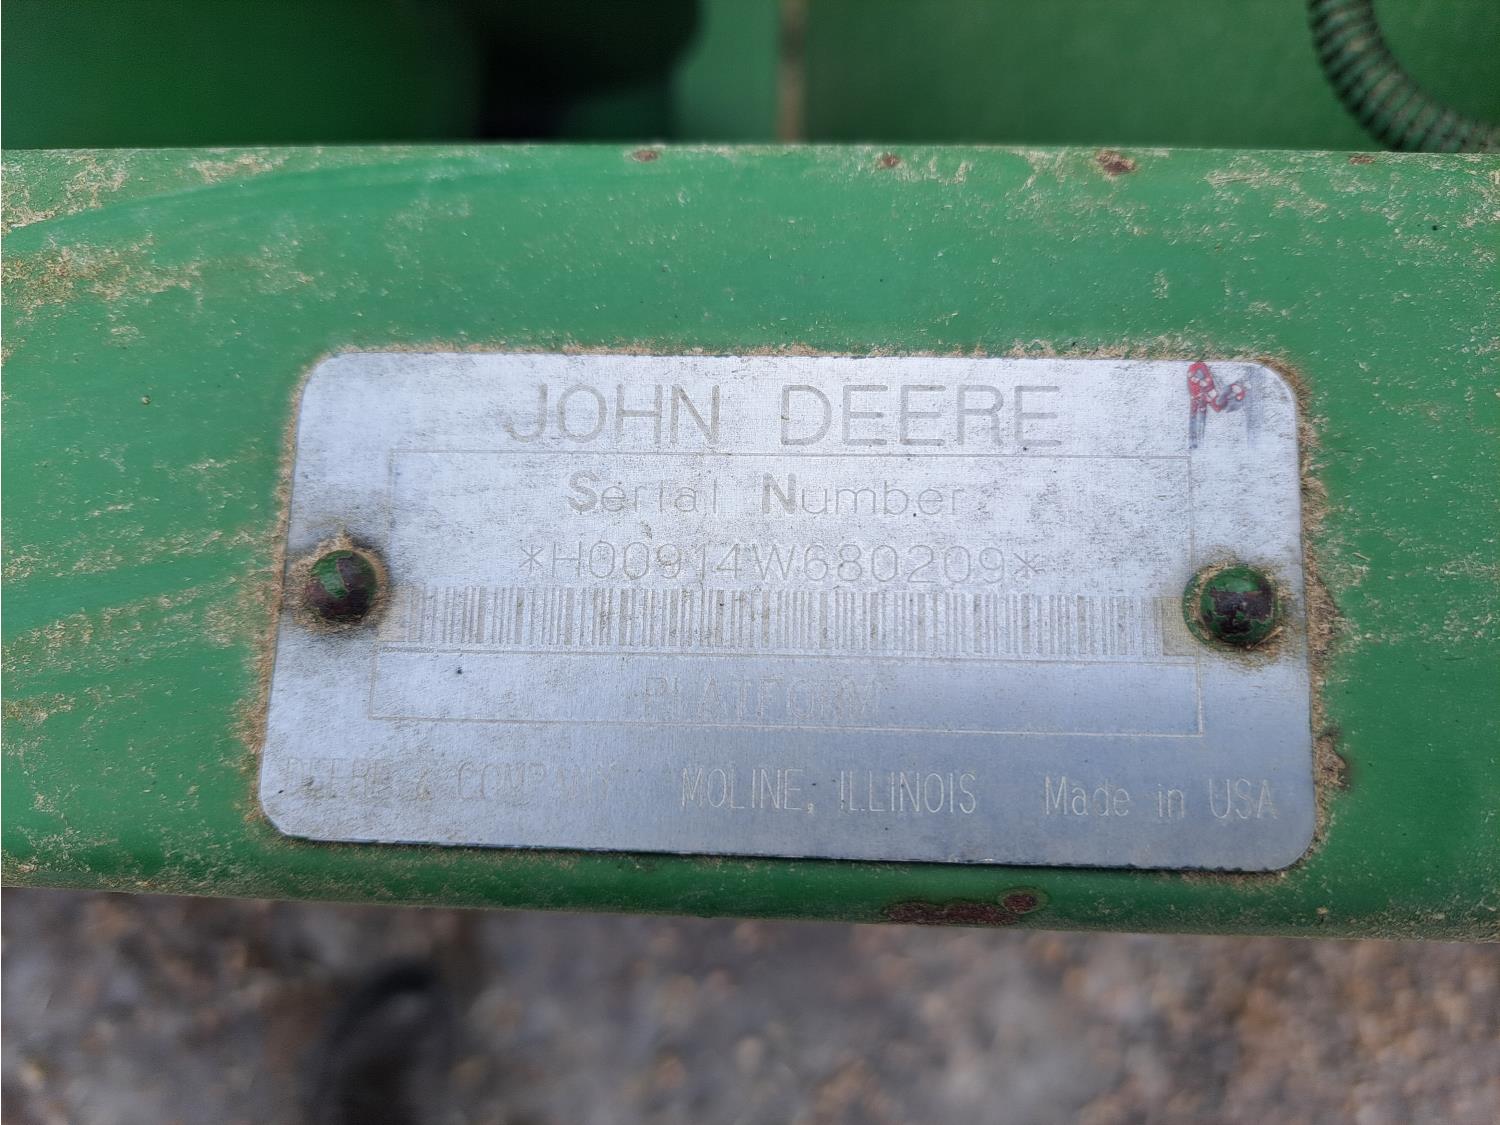 JOHN DEERE
Serial Number
*H00914W680209*
PLATFORM
DEERE & COMPANY MOLINE, ILLINOIS Made in USA